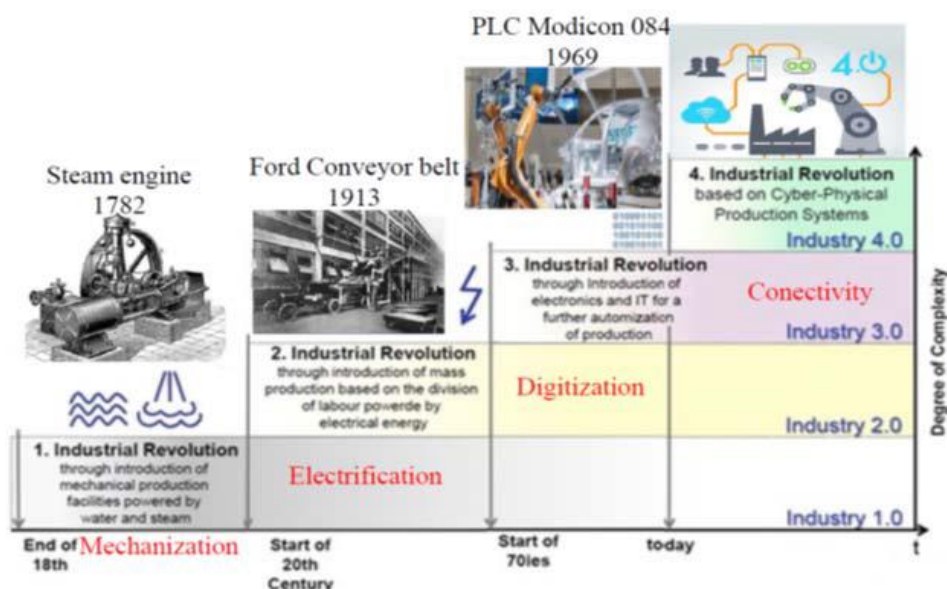 PLC Modicon 084
1969
4.0
Ford Conveyor belt
1913
Steam engine
1782
010001101
100101010
010010101
4. Industrial Revolution
based on Cyber-Physical
Production Systems
Industry 4.0
3. Industrial Revolution
through Introduction of
electronics and IT for a
further automization
of production
Conectivity
Industry 3.0
2. Industrial Revolution
through introduction of mass
production based on the division
of labour powerde by
electrical energy
Digitization
Industry 2.0
1. Industrial Revolution
through introduction of
mechanical production
facilities powered by
water and steam
Electrification
Industry 1.0
Degree of Complexity
End of
18th
Mechanization
Start of
20th
Century
Start of
70ies
today
t